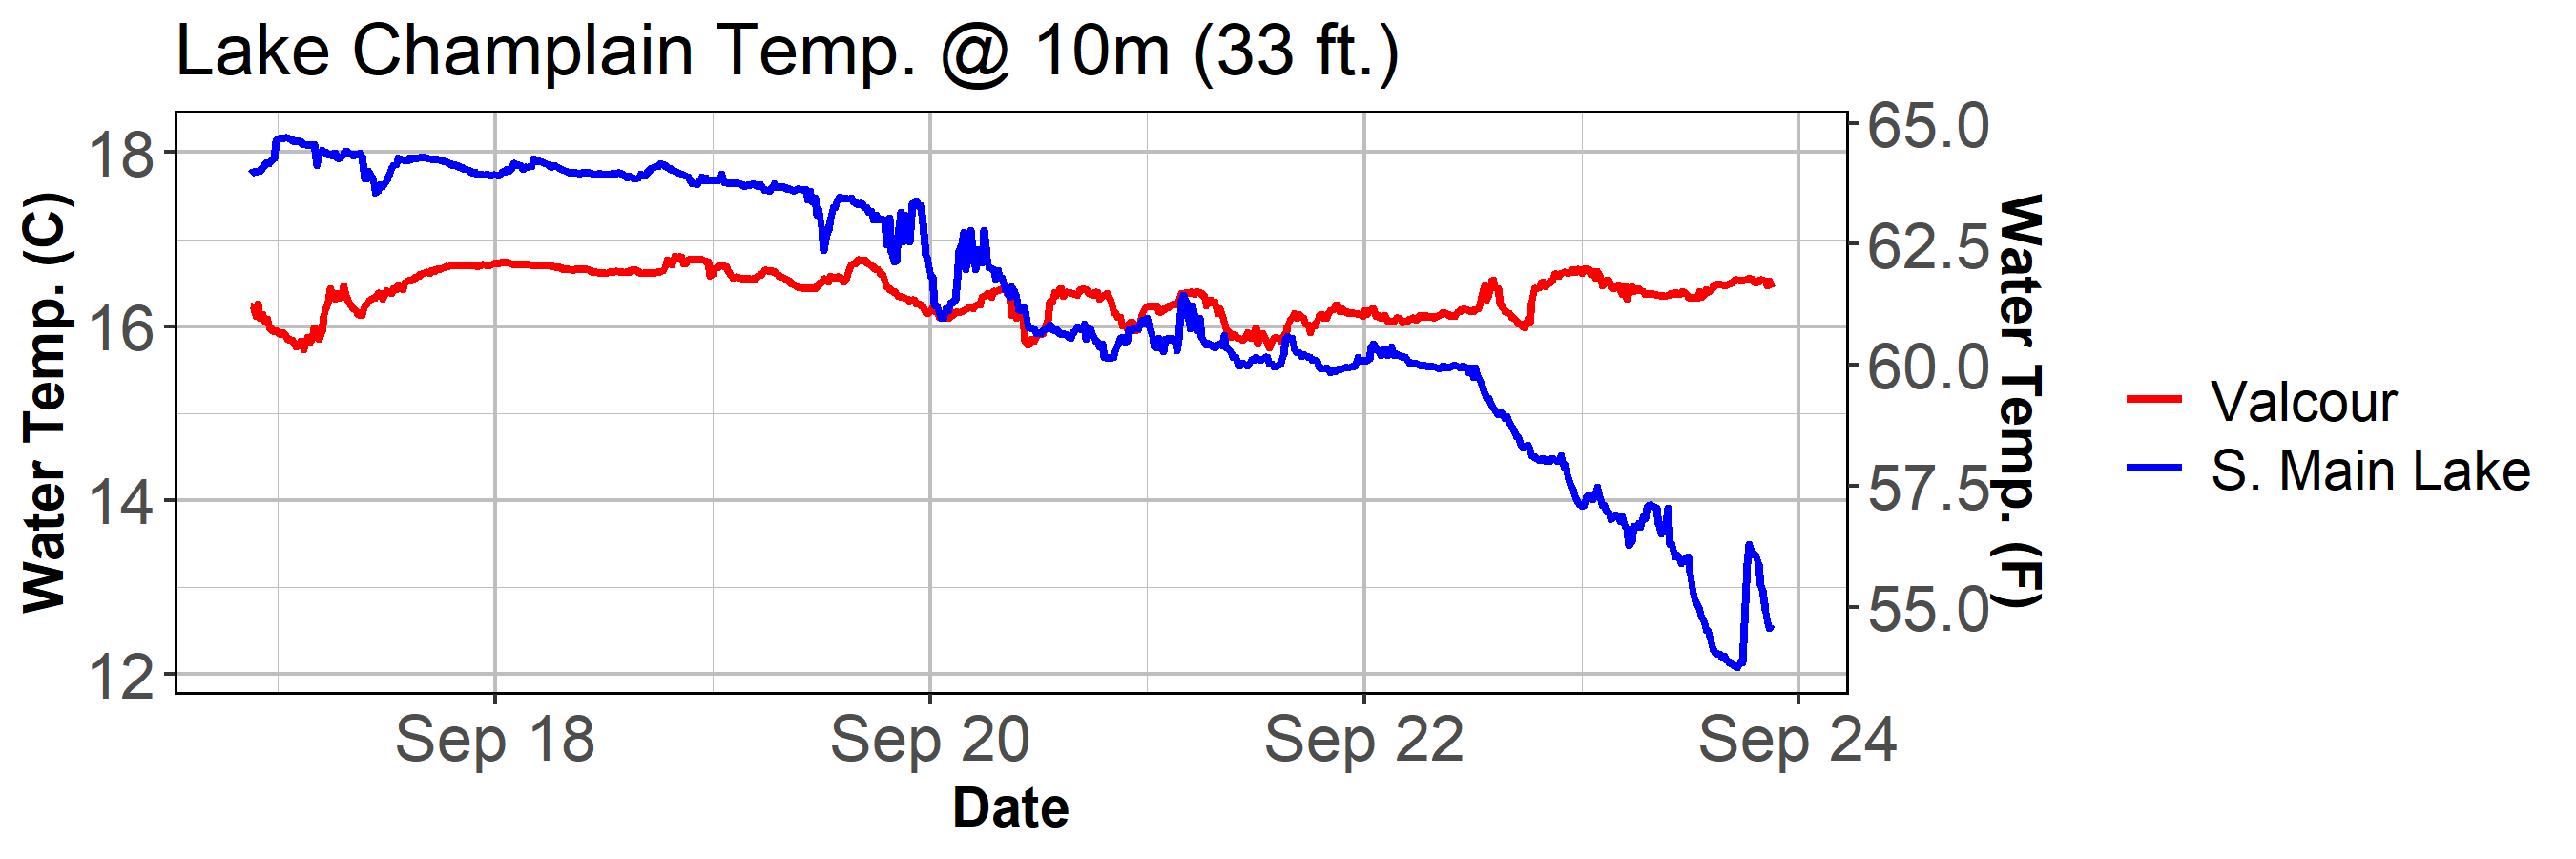 Lake Champlain Temp. @ 10m (33 ft.)
Water Temp. (C)
18
16
14
12
65.0
62.5
60.0
57.5
55.0
Water Temp. (F)
Sep 18 Sep 20 Sep 22 Sep 24
Date
Valcour
S. Main Lake